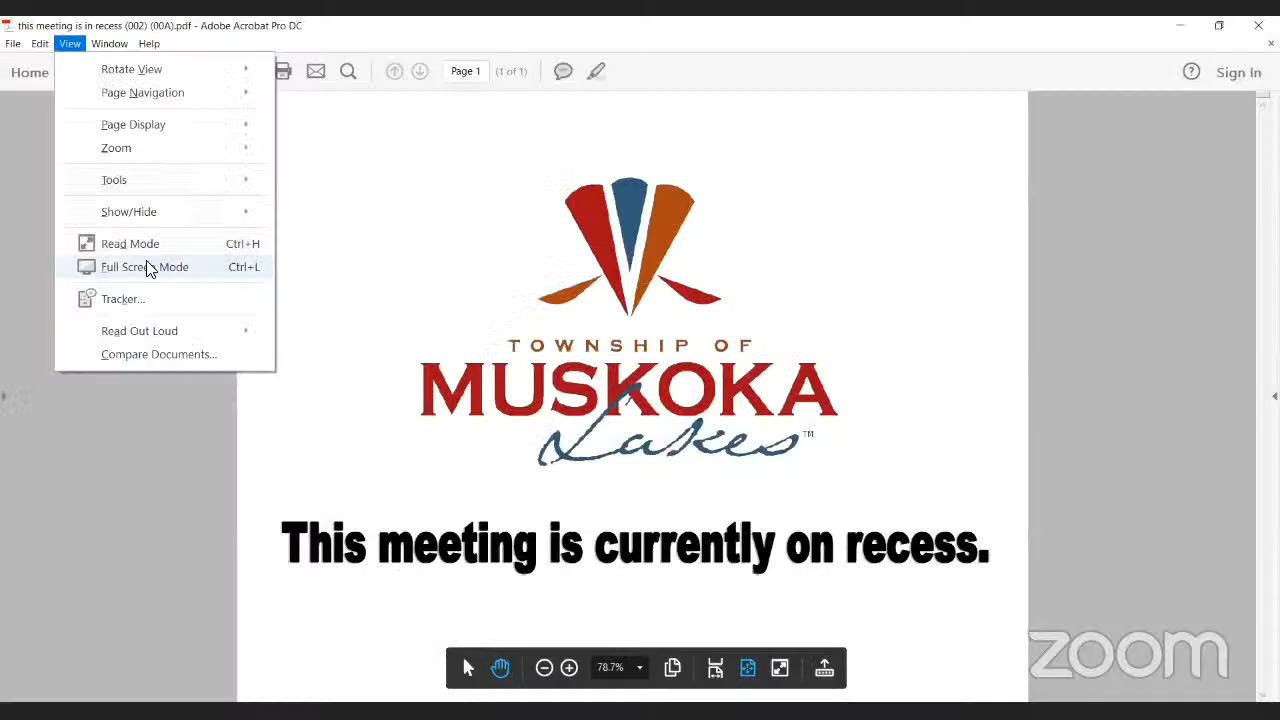 this meeting is in recess (002) (00A).pdf - Adobe Acrobat Pro DC
File Edit View Window Help
Home
Page 1 (1 of 1)
Sign In
Rotate View
Page Navigation
Page Display
Zoom
Tools
Show/Hide
Read Mode Ctrl+H
Full Screen Mode Ctrl+L
Tracker...
Read Out Loud
Compare Documents...
TOWNSHIP OF
MUSKOKA
Lakes™
This meeting is currently on recess.
78.7%
zoom